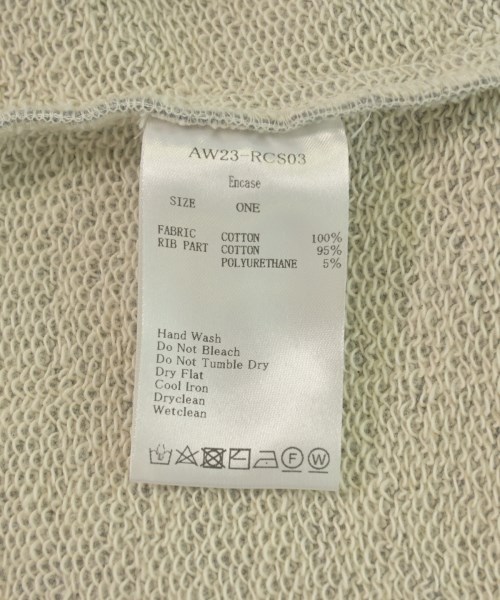 AW23-RCS03
Encase
SIZE ONE
FABRIC COTTON 100%
RIB PART COTTON 95%
POLYURETHANE 5%
Hand Wash
Do Not Bleach
Do Not Tumble Dry
Dry Flat
Cool Iron
Dryclean
Wetclean
F W